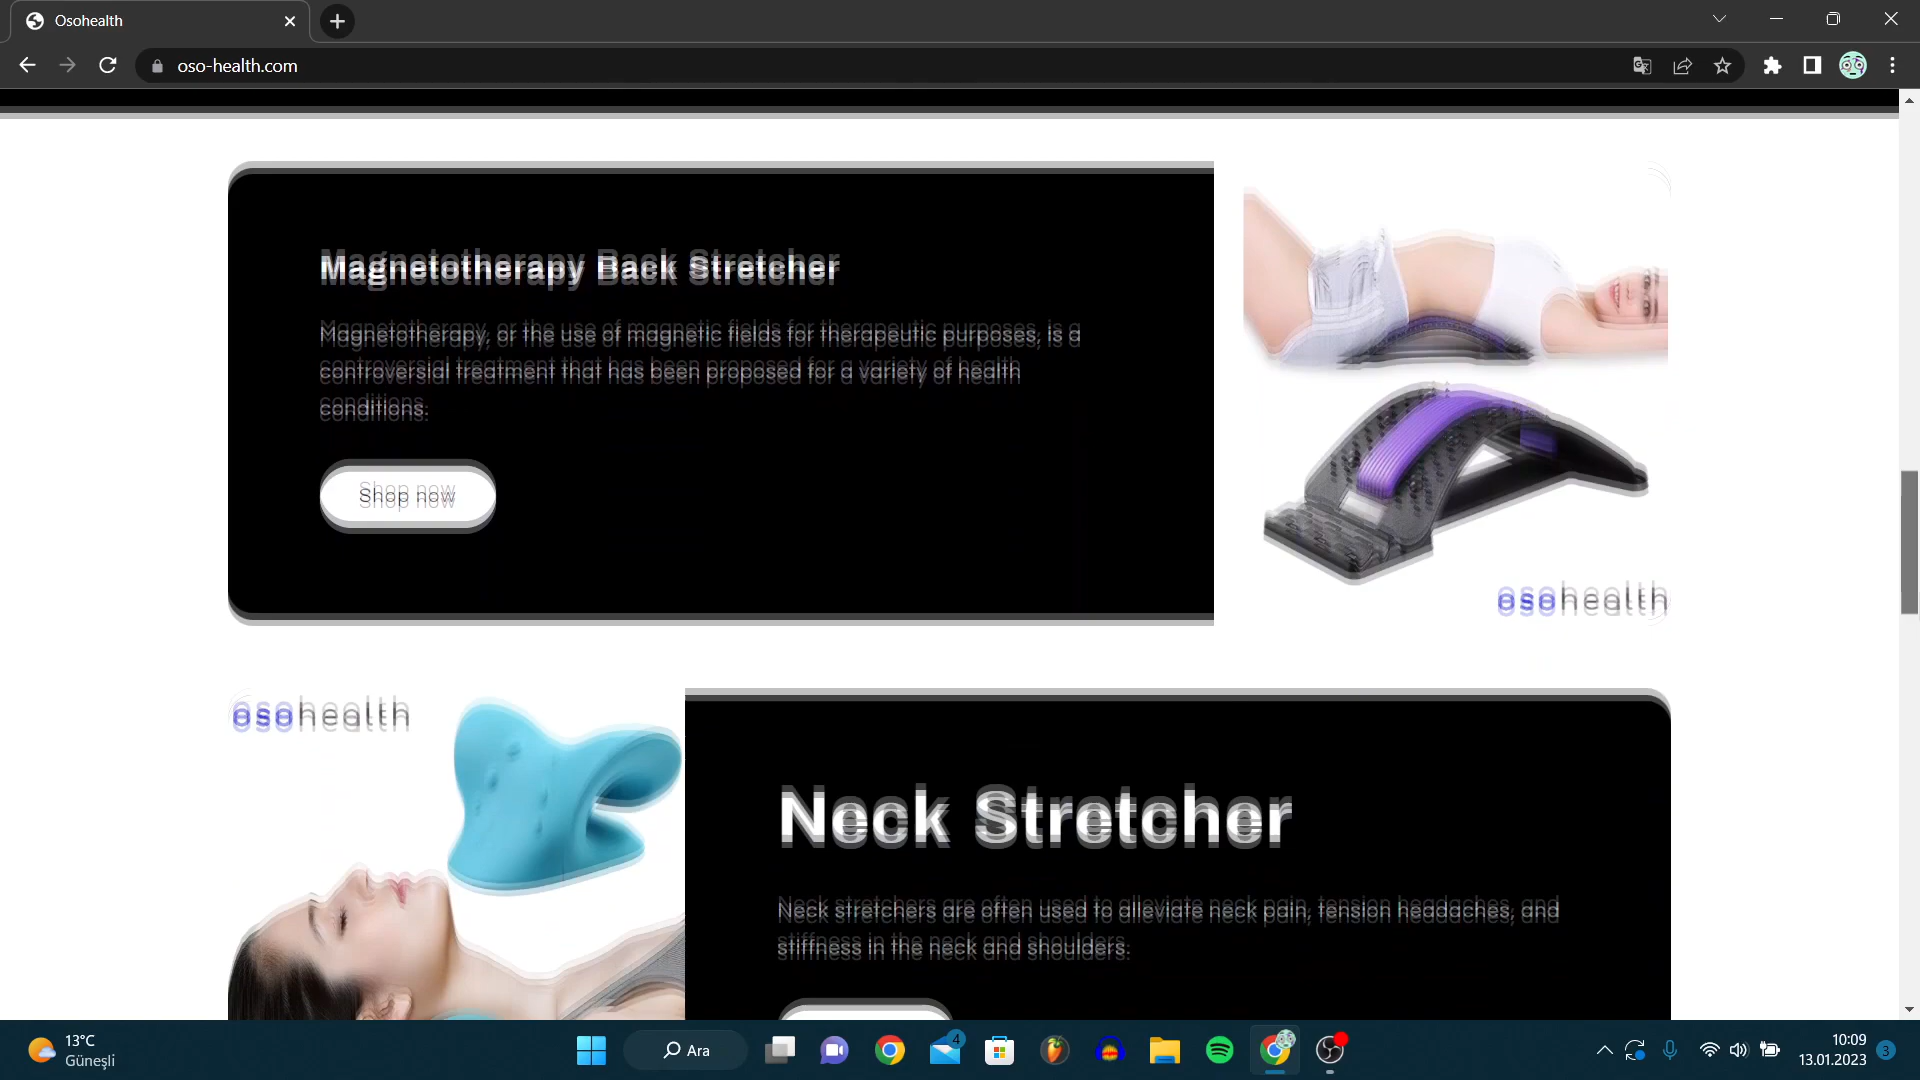 Osohealth
oso-health.com
Magnetotherapy Back Stretcher
Magnetotherapy, or the use of magnetic fields for therapeutic purposes, is a
controversial treatment that has been proposed for a variety of health
conditions.
Shop now
osohealth
osohealth
Neck Stretcher
Neck stretchers are often used to alleviate neck pain, tension headaches, and
stiffness in the neck and shoulders.
13°C
Güneşli
Ara
4
10:09
13.01.2023
3